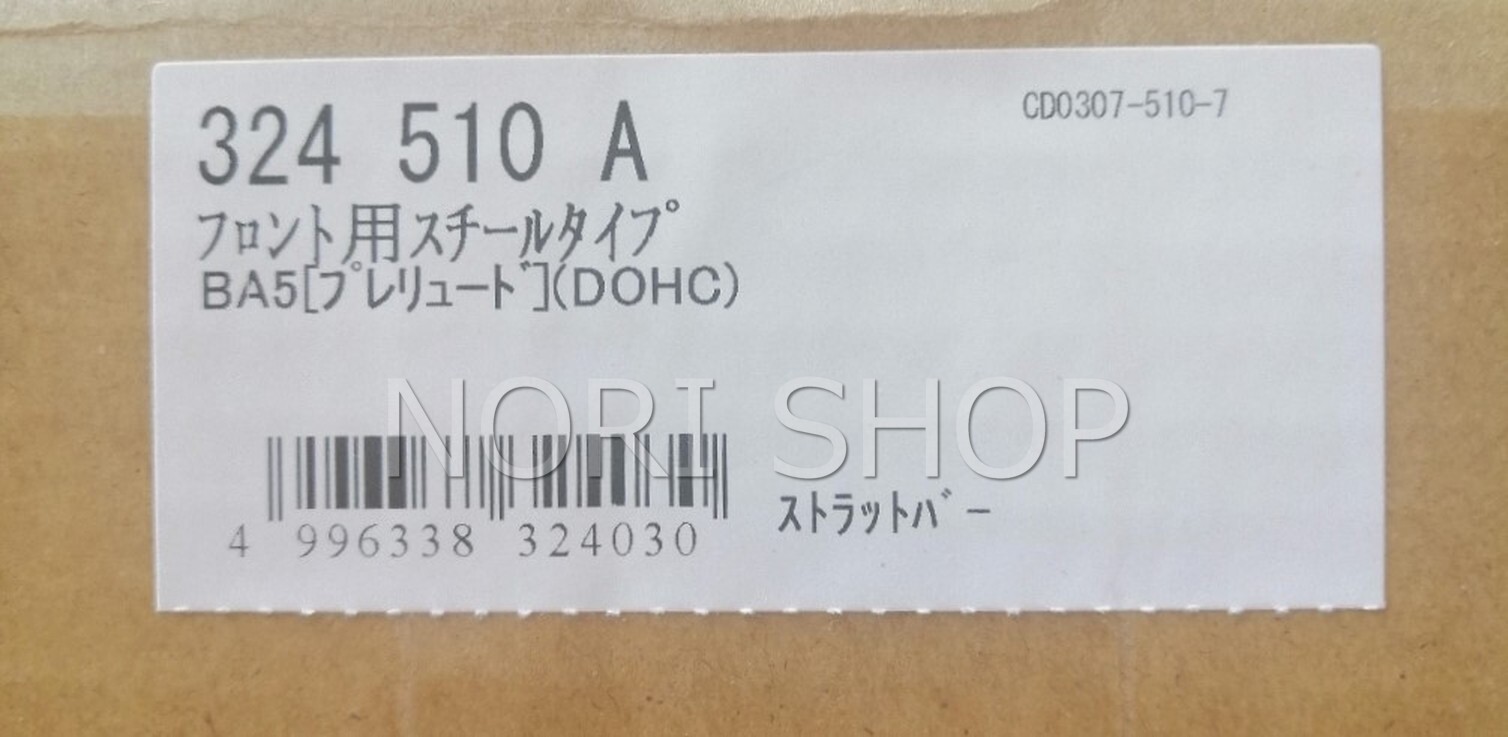 324 510 A
CD0307-510-7
フロント用スチールタイプ
BA5[プレリュード](DOHC)
NORI SHOP
4 996338 324030
ストラットバー